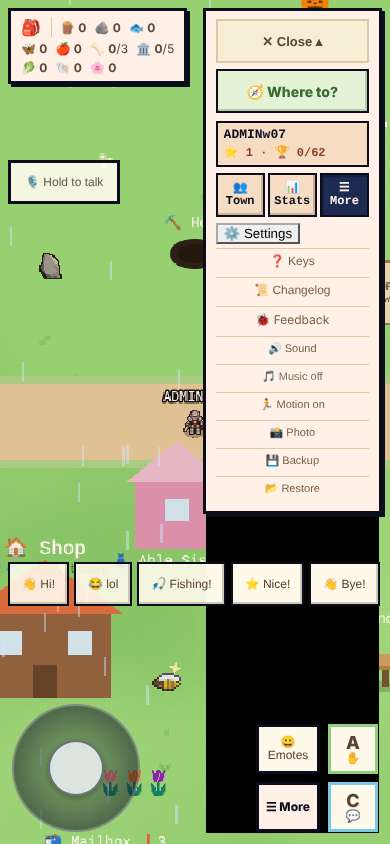 0 0 0
0 0 0/3 0/5
0 0 0
✕ Close▲
Where to?
ADMINw07
1 · 0/62
Town
Stats
☰ More
Hold to talk
Settings
Keys
Changelog
Feedback
Sound
Music off
Motion on
Photo
Backup
Restore
ADMIN
Shop
Able Sis
Hi!
lol
Fishing!
Nice!
Bye!
Emotes
A
☰ More
C
Mailbox
3